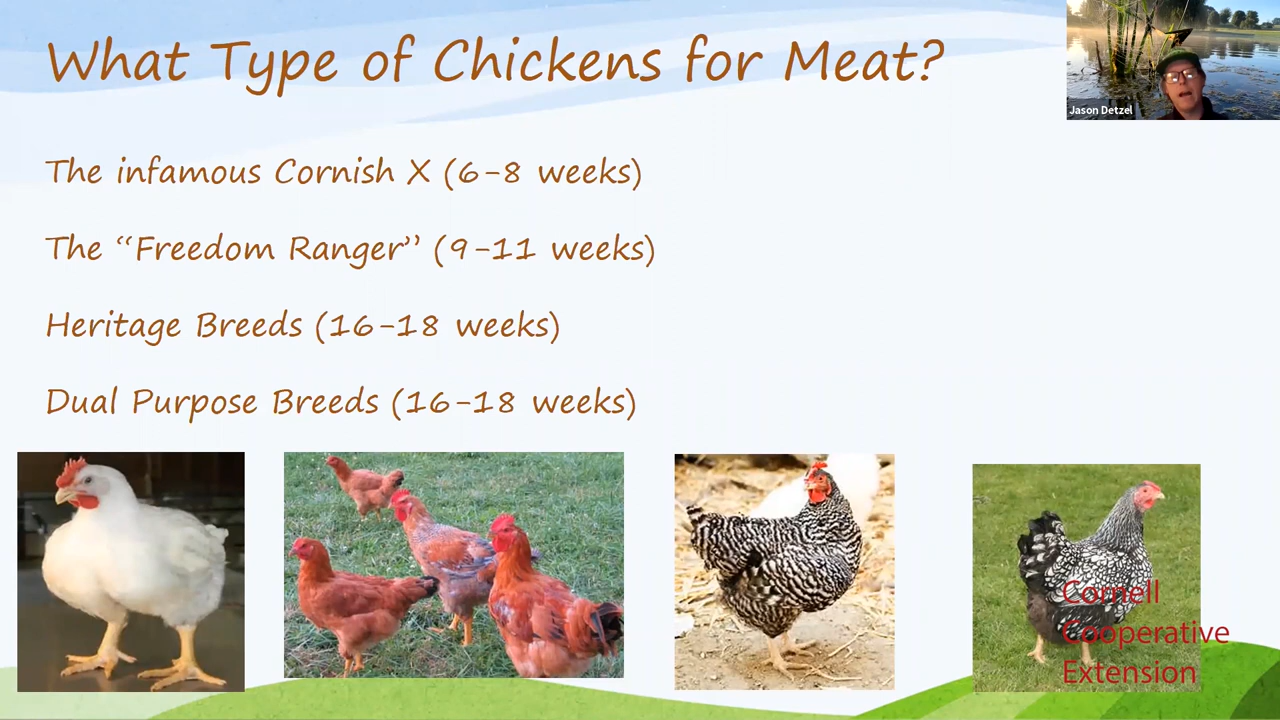 What Type of Chickens for Meat?
Jason Detzel
The infamous Cornish X (6-8 weeks)
The “Freedom Ranger” (9-11 weeks)
Heritage Breeds (16-18 weeks)
Dual Purpose Breeds (16-18 weeks)
Cornell
Cooperative
Extension